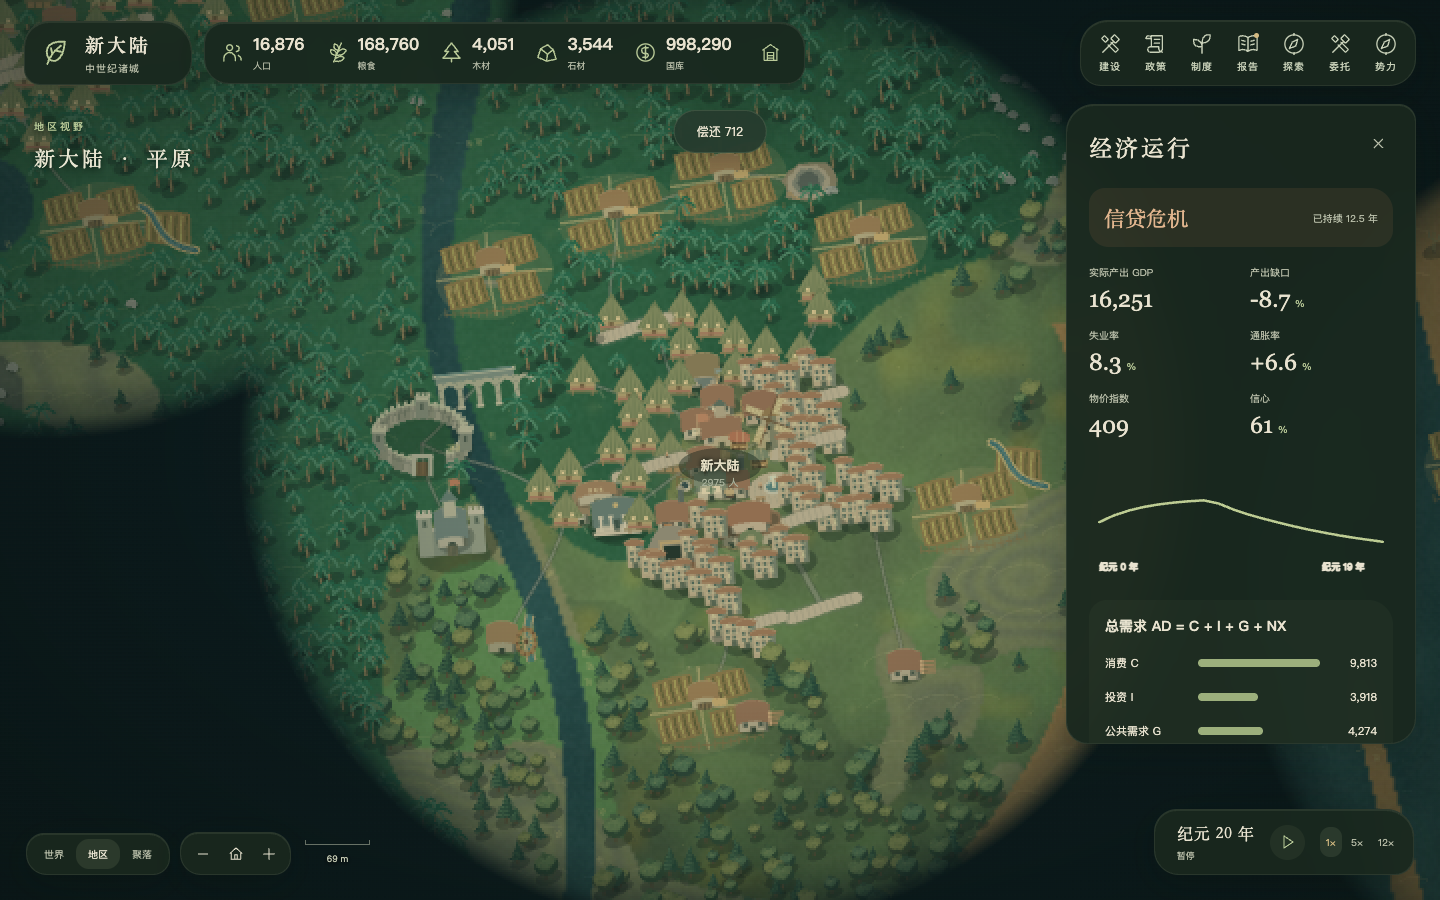 新大陆
中世纪诸城
16,876
人口
168,760
粮食
4,051
木材
3,544
石材
998,290
国库
建设
政策
制度
报告
探索
委托
势力
地区视野
新大陆 · 平原
偿还 712
新大陆
2975 人
经济运行
信贷危机
已持续 12.5 年
实际产出 GDP
产出缺口
16,251
-8.7 %
失业率
通胀率
8.3 %
+6.6 %
物价指数
信心
409
61 %
纪元 0 年
纪元 19 年
总需求 AD = C + I + G + NX
消费 C
9,813
投资 I
3,918
公共需求 G
4,274
世界
地区
聚落
69 m
纪元 20 年
暂停
1×
5×
12×